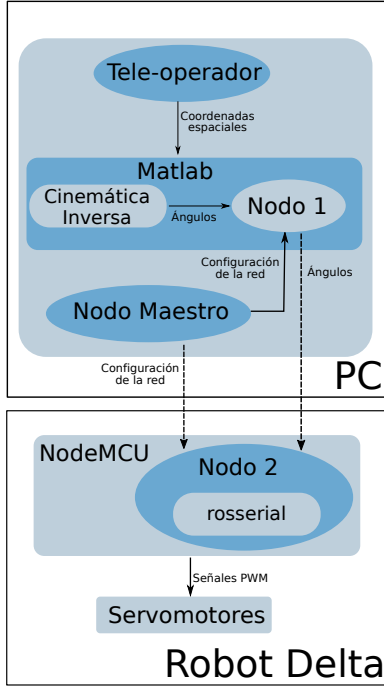 Tele-operador
Coordenadas
espaciales
Matlab
Cinemática
Inversa
Ángulos
Nodo 1
Configuración
de la red
Ángulos
Nodo Maestro
Configuración
de la red
PC
NodeMCU
Nodo 2
rosserial
Señales PWM
Servomotores
Robot Delta